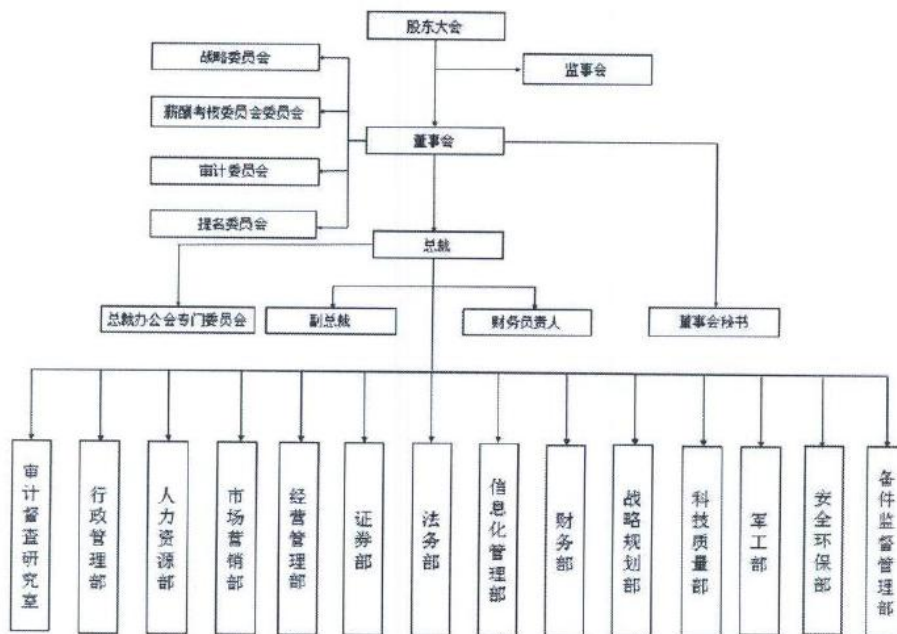 股东大会
战略委员会
监事会
薪酬考核委员会委员会
董事会
审计委员会
提名委员会
总裁
总裁办公会专门委员会
副总裁
财务负责人
董事会秘书
审计督查研究室
行政管理部
人力资源部
市场营销部
经营管理部
证券部
法务部
信息化管理部
财务部
战略规划部
科技质量部
军工部
安全环保部
备件监督管理部